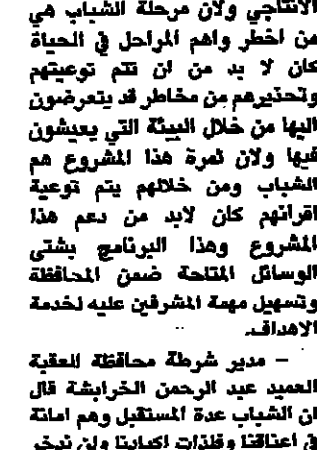 الانتاجي ولان مرحلة الشباب هي
من اخطر واهم المراحل في الحياة
كان لا بد من ان تتم توعيتهم
وتحذيرهم من مخاطر قد يتعرضون
اليها من خلال البيئة التي يعيشون
فيها ولان ثمرة هذا المشروع هم
الشباب ومن خلالهم يتم توعية
اقرانهم كان لابد من دعم هذا
المشروع وهذا البرنامج بشتى
الوسائل المتاحة ضمن المحافظة
وتسهيل مهمة المشرفين عليه لخدمة
الاهداف.
– مدير شرطة محافظة العقبة
العميد عبد الرحمن الخرابشة قال
ان الشباب عدة المستقبل وهم امانة
في اعناقنا وفلذات اكبادنا ولن ندخر